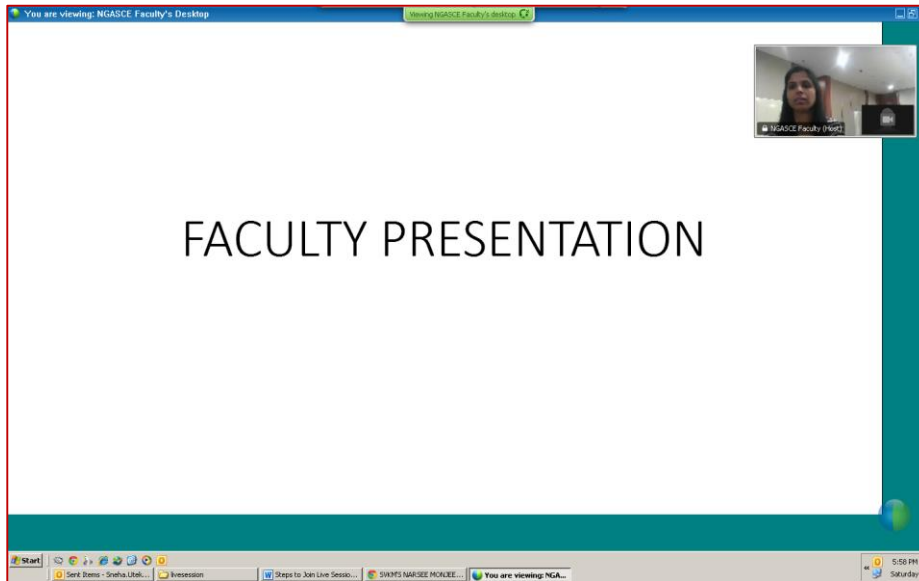 You are viewing: NGASCE Faculty's Desktop
Viewing NGASCE Faculty's desktop
NGASCE Faculty (Host)
FACULTY PRESENTATION
Start
5:58 PM
Sent Items - Sneha.Utek...
livesession
Steps to Join Live Sessio...
SVKM'S NARSEE MONJEE...
You are viewing: NGA...
Saturday